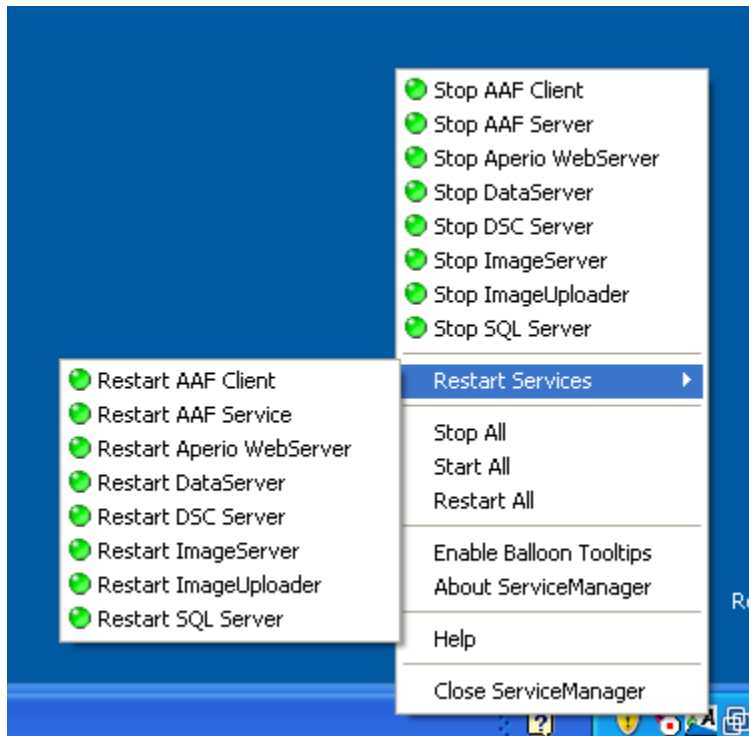 Stop AAF Client
Stop AAF Server
Stop Aperio WebServer
Stop DataServer
Stop DSC Server
Stop ImageServer
Stop ImageUploader
Stop SQL Server
Restart Services
Restart AAF Client
Restart AAF Service
Restart Aperio WebServer
Restart DataServer
Restart DSC Server
Restart ImageServer
Restart ImageUploader
Restart SQL Server
Stop All
Start All
Restart All
Enable Balloon Tooltips
About ServiceManager
Help
Close ServiceManager